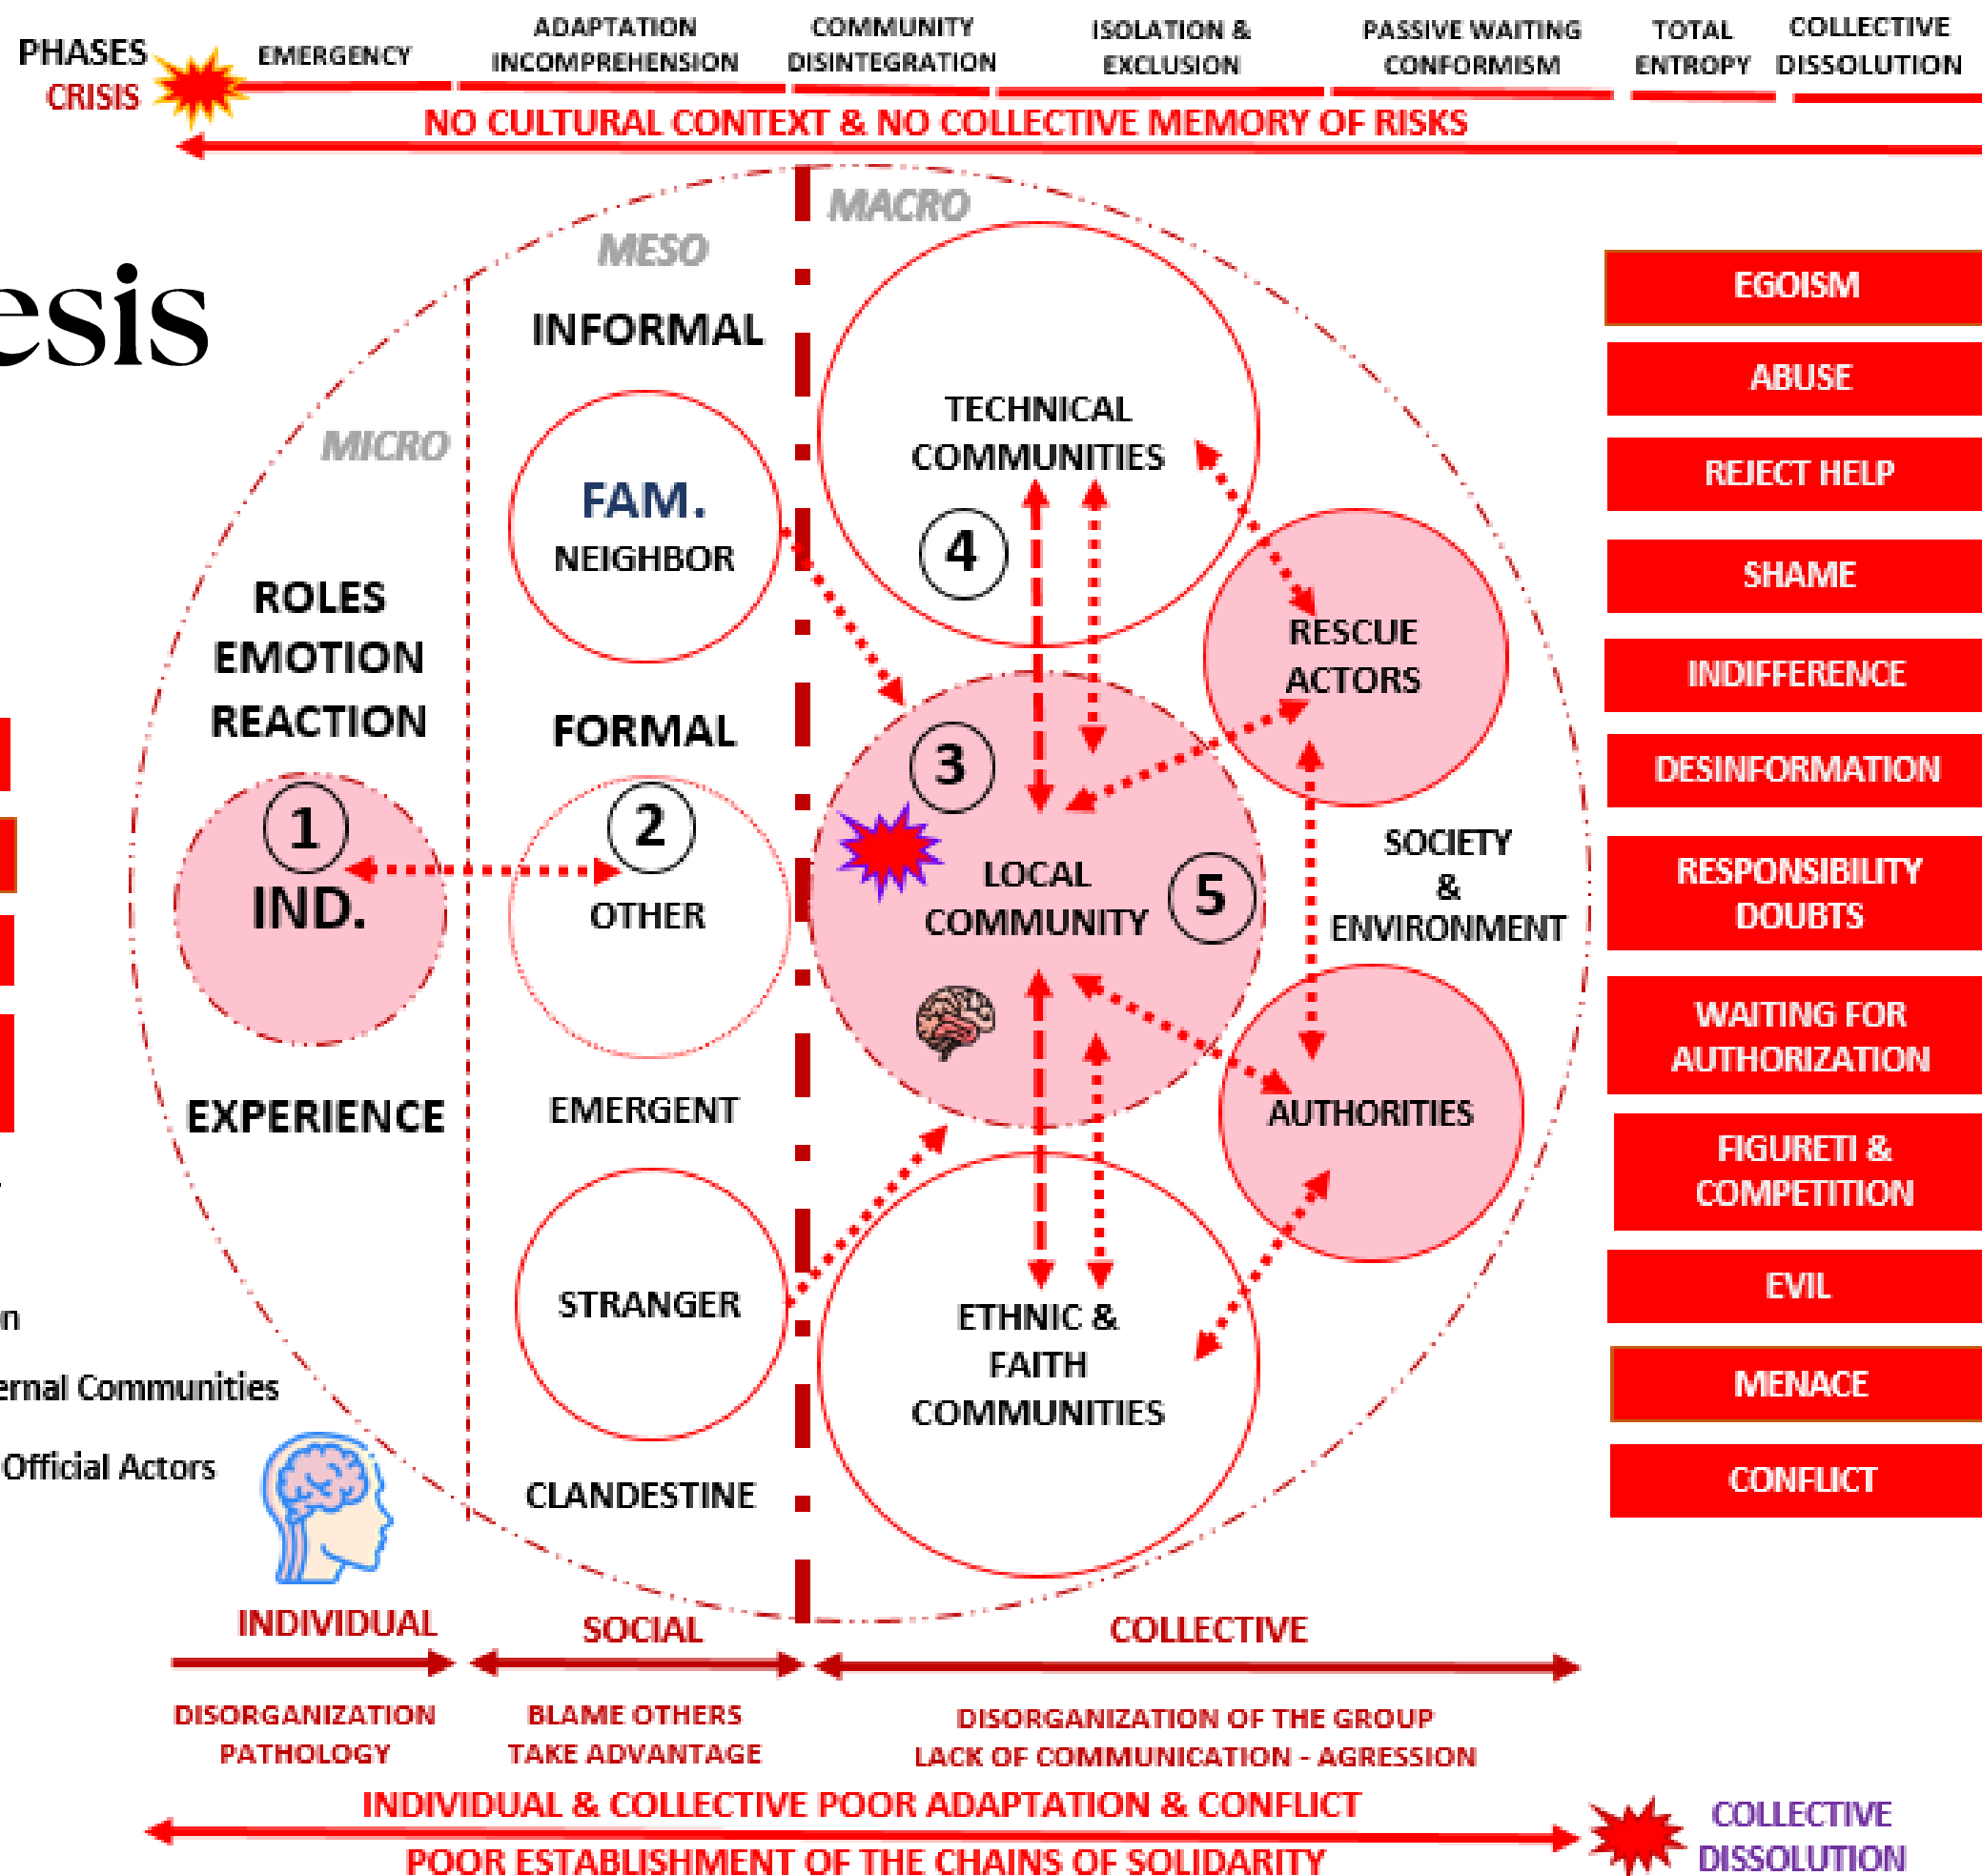 PHASES
CRISIS
EMERGENCY
ADAPTATION
INCOMPREHENSION
COMMUNITY
DISINTEGRATION
ISOLATION &
EXCLUSION
PASSIVE WAITING
CONFORMISM
TOTAL
ENTROPY
COLLECTIVE
DISSOLUTION
NO CULTURAL CONTEXT & NO COLLECTIVE MEMORY OF RISKS
esis
MICRO
MESO
MACRO
ROLES
EMOTION
REACTION
1
IND.
EXPERIENCE
INFORMAL
FAM.
NEIGHBOR
FORMAL
2
OTHER
EMERGENT
STRANGER
CLANDESTINE
TECHNICAL
COMMUNITIES
4
RESCUE
ACTORS
3
LOCAL
COMMUNITY
5
SOCIETY
&
ENVIRONMENT
AUTHORITIES
ETHNIC &
FAITH
COMMUNITIES
EGOISM
ABUSE
REJECT HELP
SHAME
INDIFFERENCE
DESINFORMATION
RESPONSIBILITY
DOUBTS
WAITING FOR
AUTHORIZATION
FIGURETI &
COMPETITION
EVIL
MENACE
CONFLICT
on
ernal Communities
Official Actors
INDIVIDUAL
SOCIAL
COLLECTIVE
DISORGANIZATION
PATHOLOGY
BLAME OTHERS
TAKE ADVANTAGE
DISORGANIZATION OF THE GROUP
LACK OF COMMUNICATION - AGRESSION
INDIVIDUAL & COLLECTIVE POOR ADAPTATION & CONFLICT
POOR ESTABLISHMENT OF THE CHAINS OF SOLIDARITY
COLLECTIVE
DISSOLUTION